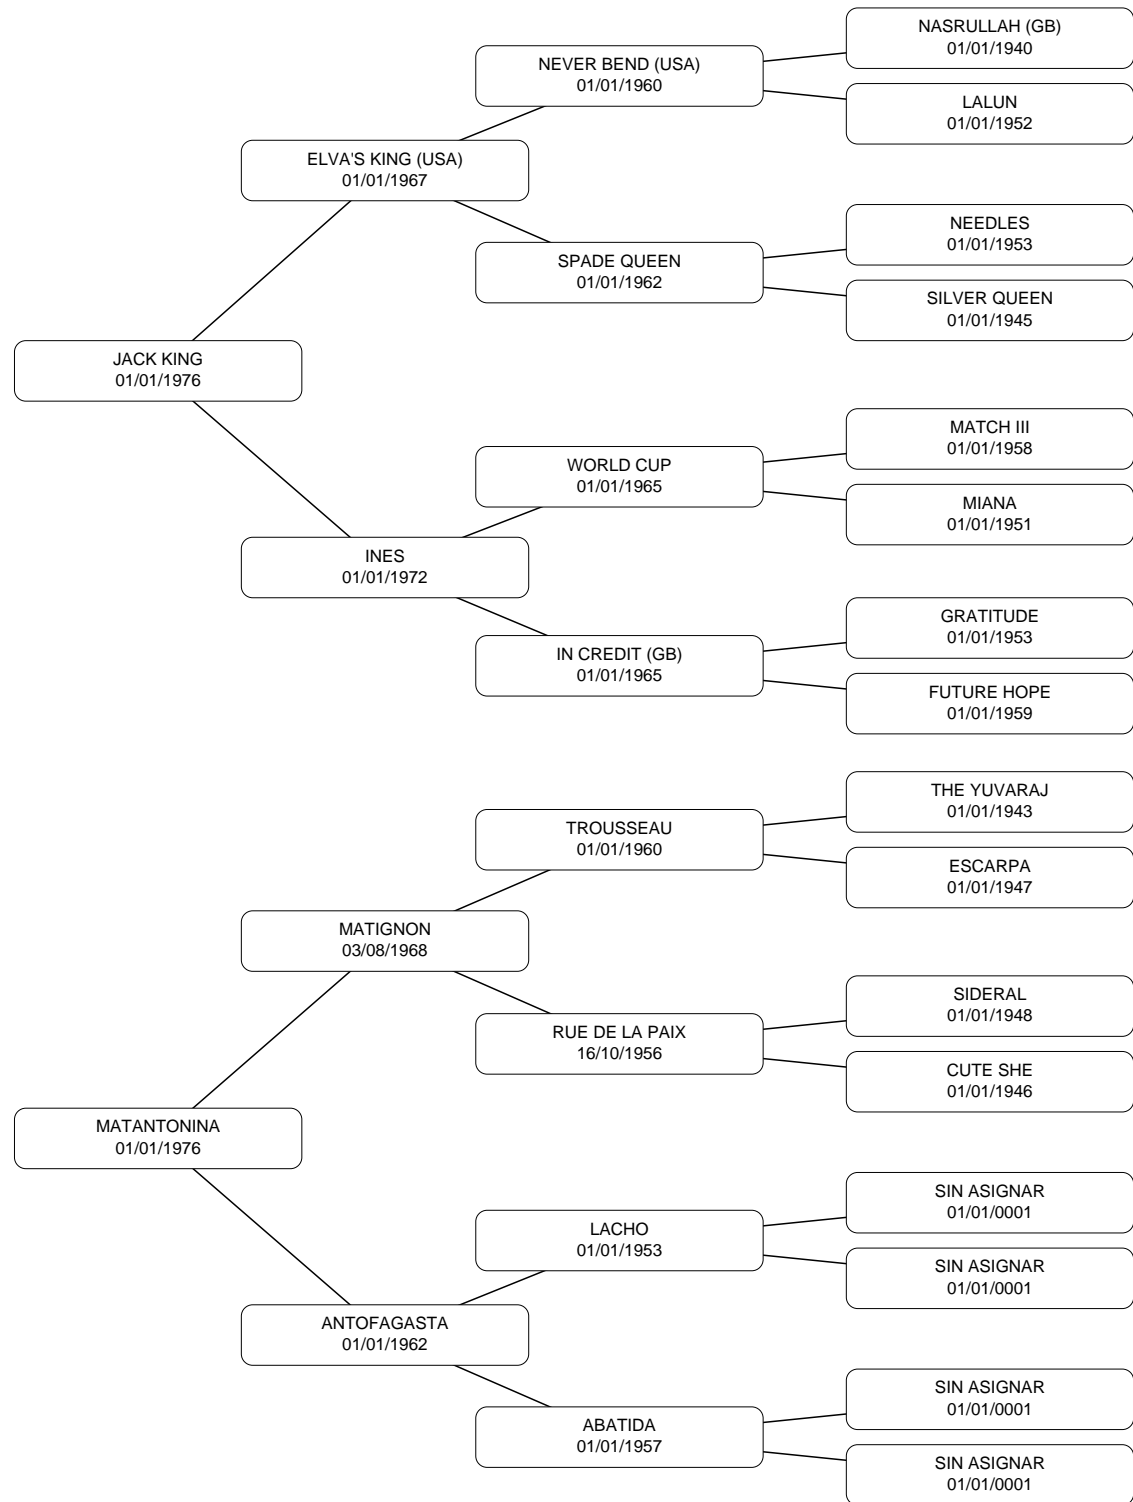 NASRULLAH (GB)
01/01/1940
NEVER BEND (USA)
01/01/1960
LALUN
01/01/1952
ELVA'S KING (USA)
01/01/1967
NEEDLES
01/01/1953
SPADE QUEEN
01/01/1962
SILVER QUEEN
01/01/1945
JACK KING
01/01/1976
MATCH III
01/01/1958
WORLD CUP
01/01/1965
MIANA
01/01/1951
INES
01/01/1972
GRATITUDE
01/01/1953
IN CREDIT (GB)
01/01/1965
FUTURE HOPE
01/01/1959
THE YUVARAJ
01/01/1943
TROUSSEAU
01/01/1960
ESCARPA
01/01/1947
MATIGNON
03/08/1968
SIDERAL
01/01/1948
RUE DE LA PAIX
16/10/1956
CUTE SHE
01/01/1946
MATANTONINA
01/01/1976
SIN ASIGNAR
01/01/0001
LACHO
01/01/1953
SIN ASIGNAR
01/01/0001
ANTOFAGASTA
01/01/1962
SIN ASIGNAR
01/01/0001
ABATIDA
01/01/1957
SIN ASIGNAR
01/01/0001